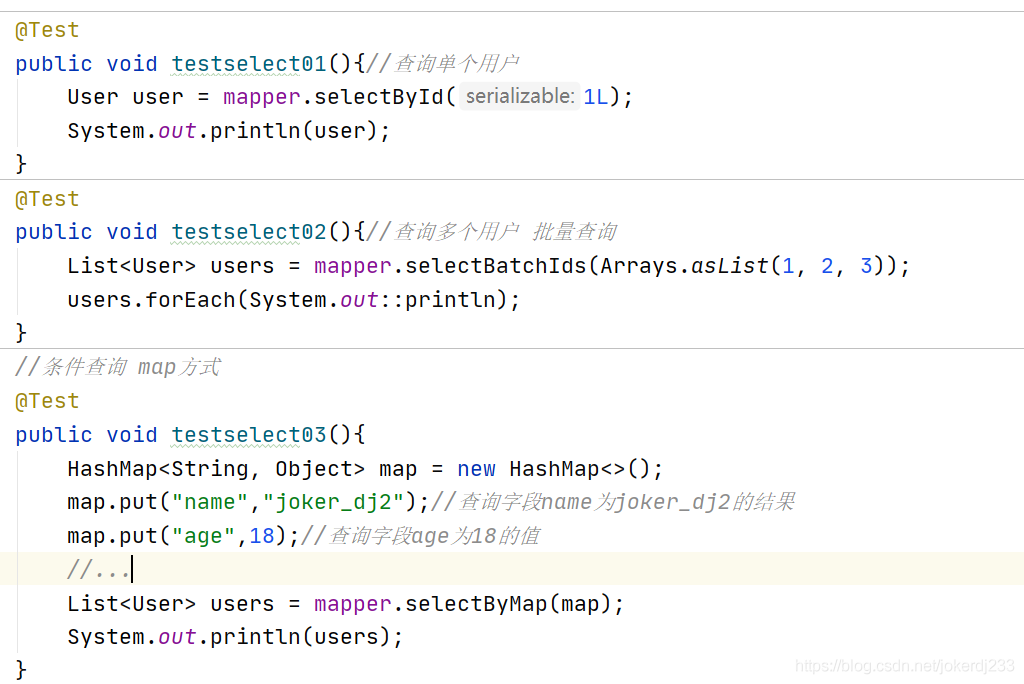 @Test
public void testselect01(){//查询单个用户
    User user = mapper.selectById( serializable: 1L);
    System.out.println(user);
}
@Test
public void testselect02(){//查询多个用户 批量查询
    List<User> users = mapper.selectBatchIds(Arrays.asList(1, 2, 3));
    users.forEach(System.out::println);
}
//条件查询 map方式
@Test
public void testselect03(){
    HashMap<String, Object> map = new HashMap<>();
    map.put("name","joker_dj2");//查询字段name为joker_dj2的结果
    map.put("age",18);//查询字段age为18的值
    //...
    List<User> users = mapper.selectByMap(map);
    System.out.println(users);
}
https://blog.csdn.net/jokerdj233